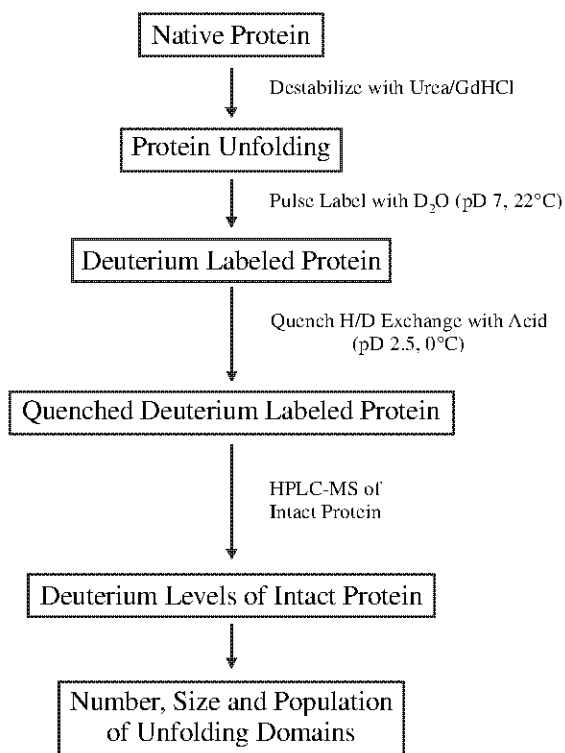 Native Protein
Destabilize with Urea/GdHCl
Protein Unfolding
Pulse Label with D₂O (pD 7, 22°C)
Deuterium Labeled Protein
Quench H/D Exchange with Acid
(pD 2.5, 0°C)
Quenched Deuterium Labeled Protein
HPLC-MS of
Intact Protein
Deuterium Levels of Intact Protein
Number, Size and Population
of Unfolding Domains